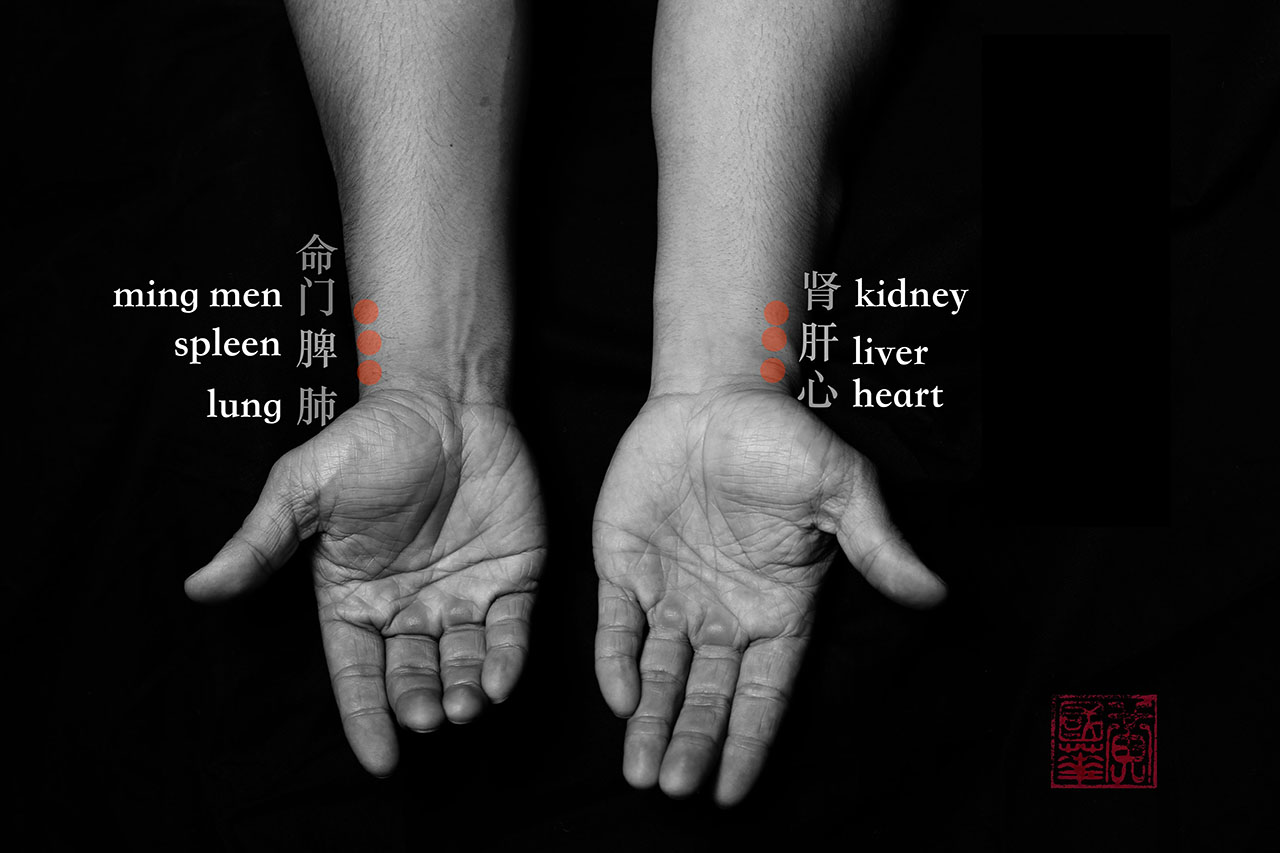 命门
ming men
脾
spleen
肺
lung
肾 kidney
肝 liver
心 heart